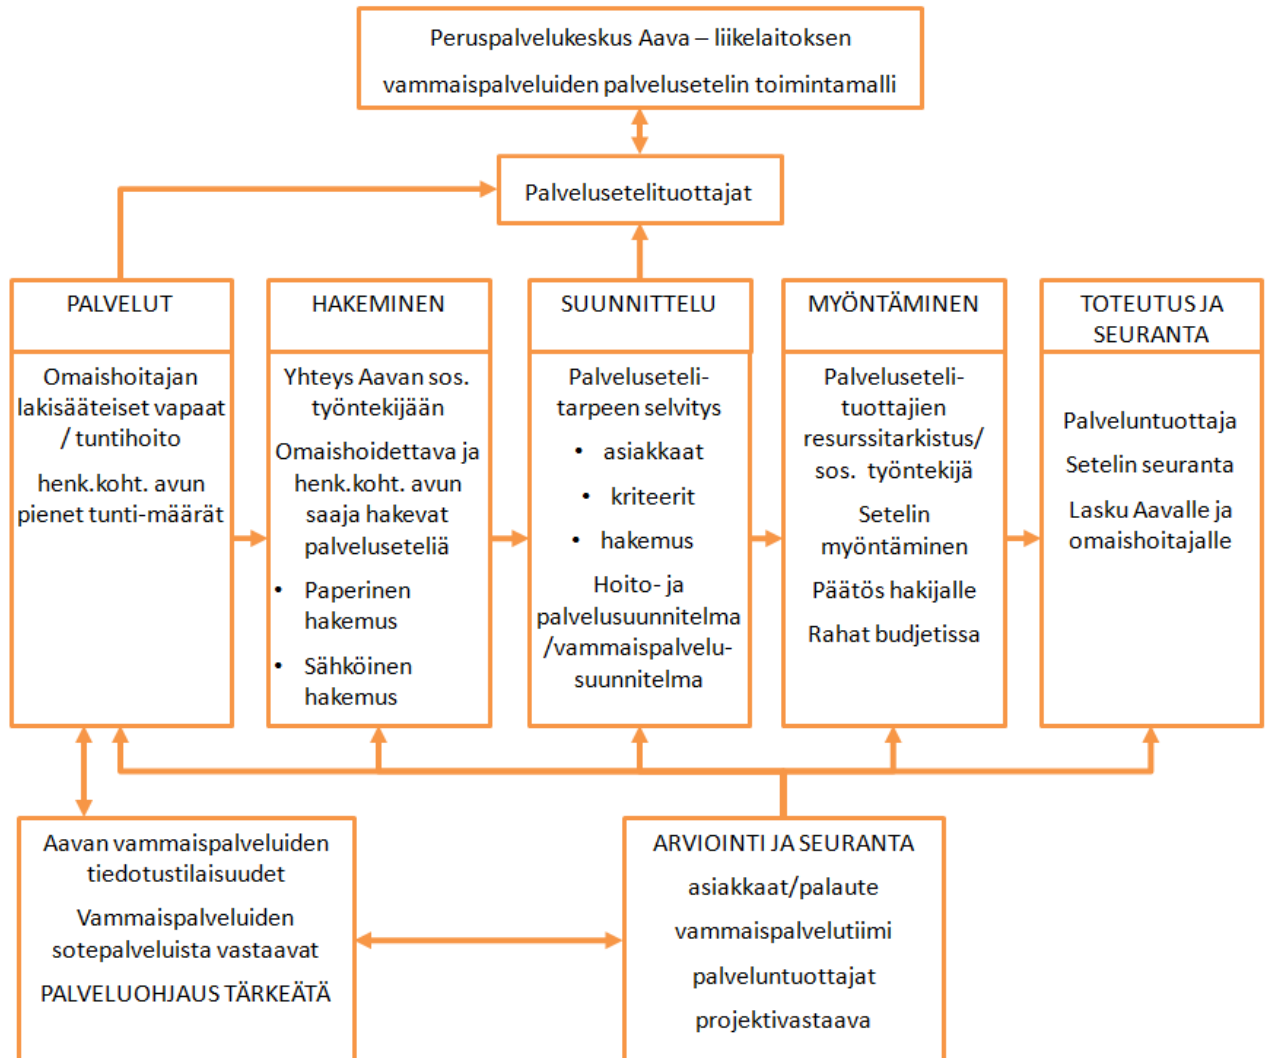 Peruspalvelukeskus Aava – liikelaitoksen
vammaispalveluiden palvelusetelin toimintamalli
Palvelusetelituottajat
PALVELUT
Omaishoitajan
lakisääteiset vapaat
/ tuntihoito
henk.koht. avun
pienet tunti-määrät
HAKEMINEN
Yhteys Aavan sos.
työntekijään
Omaishoidettava ja
henk.koht. avun
saaja hakevat
palveluseteliä
• Paperinen
hakemus
• Sähköinen
hakemus
SUUNNITTELU
Palveluseteli-
tarpeen selvitys
• asiakkaat
• kriteerit
• hakemus
Hoito- ja
palvelusuunnitelma
/vammaispalvelu-
suunnitelma
MYÖNTÄMINEN
Palveluseteli-
tuottajien
resurssitarkistus/
sos. työntekijä
Setelin
myöntäminen
Päätös hakijalle
Rahat budjetissa
TOTEUTUS JA
SEURANTA
Palveluntuottaja
Setelin seuranta
Lasku Aavalle ja
omaishoitajalle
Aavan vammaispalveluiden
tiedotustilaisuudet
Vammaispalveluiden
sotepalveluista vastaavat
PALVELUOHJAUS TÄRKEÄTÄ
ARVIOINTI JA SEURANTA
asiakkaat/palaute
vammaispalvelutiimi
palveluntuottajat
projektivastaava